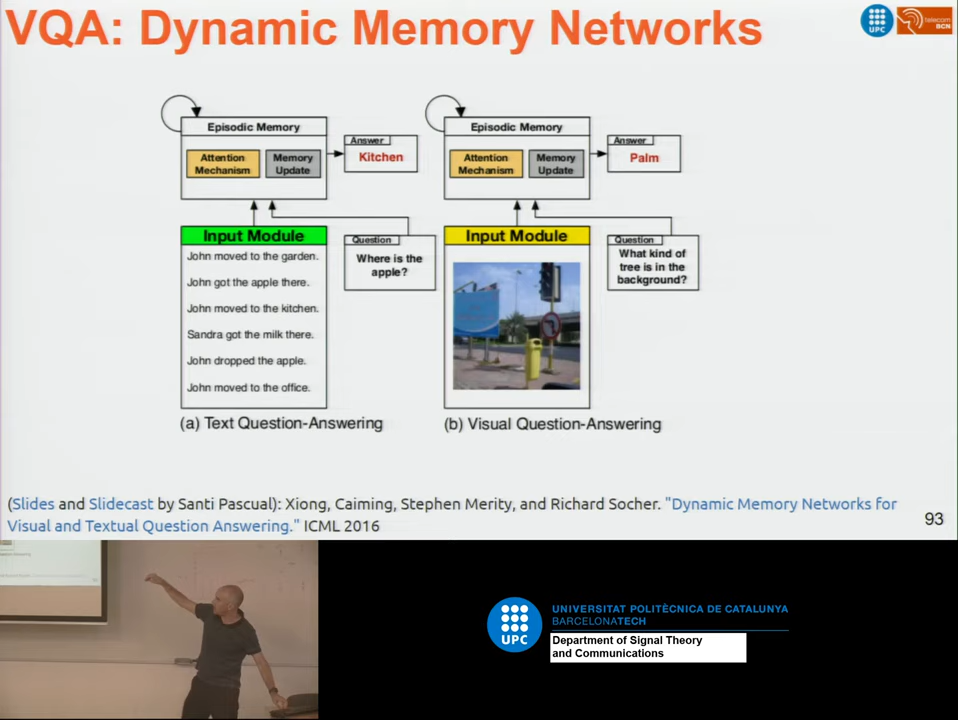 VQA: Dynamic Memory Networks
UPC
telecom
BCN
Episodic Memory
Attention
Mechanism
Memory
Update
Answer
Kitchen
Input Module
John moved to the garden.
John got the apple there.
John moved to the kitchen.
Sandra got the milk there.
John dropped the apple.
John moved to the office.
Question
Where is the
apple?
(a) Text Question-Answering
Episodic Memory
Attention
Mechanism
Memory
Update
Answer
Palm
Input Module
Question
What kind of
tree is in the
background?
(b) Visual Question-Answering
(Slides and Slidecast by Santi Pascual): Xiong, Caiming, Stephen Merity, and Richard Socher. "Dynamic Memory Networks for
Visual and Textual Question Answering." ICML 2016
93
UPC
UNIVERSITAT POLITÈCNICA DE CATALUNYA
BARCELONATECH
Department of Signal Theory
and Communications